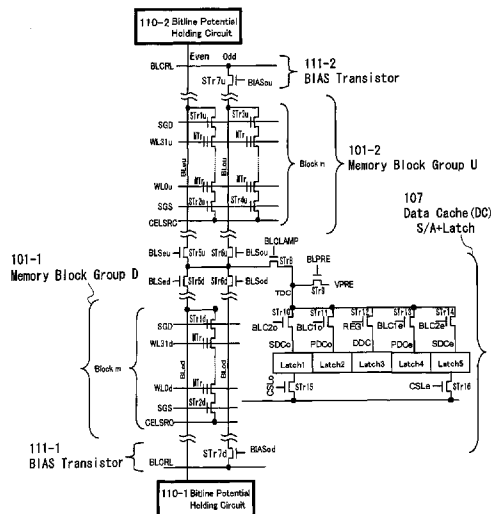 110-2 Bitline Potential
Holding Circuit
Even Odd
BLCRL
STr7u
BIASou
111-2
BIAS Transistor
STr1u
STr3u
SGD
WL31u
MTr
MTr
BLeu
BLou
Block n
101-2
Memory Block Group U
WL0u
MTr
MTr
SGS
STr2u
STr4u
CELSRC
107
Data Cache(DC)
S/A+Latch
BLCLAMP
BLPRE
BLSeu
STr5u
STr6u
BLSou
STr8
STr9
VPRE
101-1
Memory Block Group D
BLSed
STr5d
STr6d
BLSod
TDC
STr10
STr11
STr12
STr13
STr14
BLC2o
BLC1o
REG
BLC1e
BLC2e
SDCo
PDCo
DDC
PDCe
SDCe
Latch1
Latch2
Latch3
Latch4
Latch5
CSLo
STr15
CSLe
STr16
STr1d
SGD
WL31d
MTr
BLed
BLod
Block m
WL0d
MTr
SGS
STr2d
CELSRC
111-1
BIAS Transistor
STr7d
BIASod
BLCRL
110-1 Bitline Potential
Holding Circuit